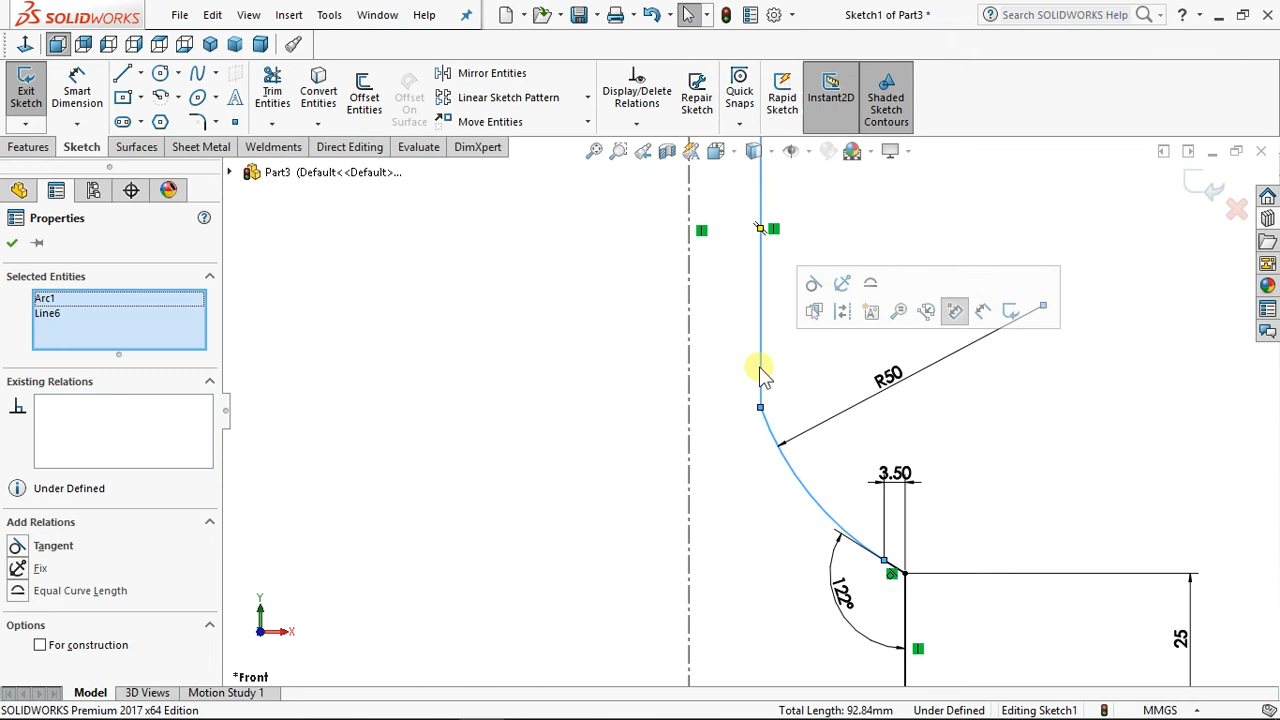 SOLIDWORKS
File Edit View Insert Tools Window Help
Sketch1 of Part3 *
Search SOLIDWORKS Help
Exit Sketch
Smart Dimension
Trim Entities
Convert Entities
Offset Entities
Offset On Surface
Mirror Entities
Linear Sketch Pattern
Move Entities
Display/Delete Relations
Repair Sketch
Quick Snaps
Rapid Sketch
Instant2D
Shaded Sketch Contours
Features Sketch Surfaces Sheet Metal Weldments Direct Editing Evaluate DimXpert
Part3 (Default<<Default>...
Properties
Selected Entities
Arc1
Line6
Existing Relations
Under Defined
Add Relations
Tangent
Fix
Equal Curve Length
Options
For construction
R50
3.50
122°
25
Y
X
*Front
Model 3D Views Motion Study 1
SOLIDWORKS Premium 2017 x64 Edition
Total Length: 92.84mm Under Defined Editing Sketch1 MMGS